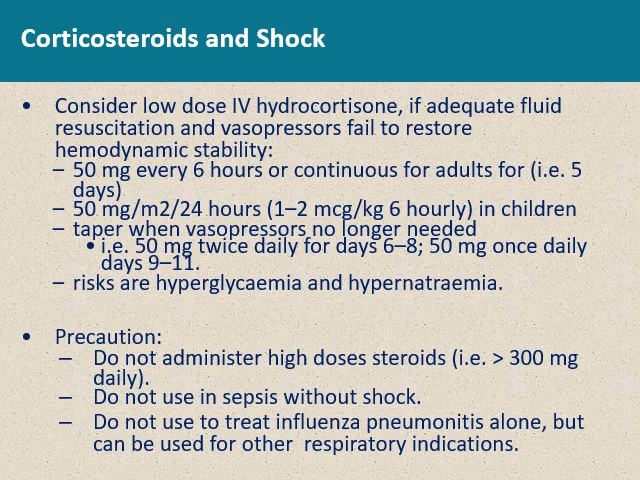 Corticosteroids and Shock
• Consider low dose IV hydrocortisone, if adequate fluid
resuscitation and vasopressors fail to restore
hemodynamic stability:
– 50 mg every 6 hours or continuous for adults for (i.e. 5
days)
– 50 mg/m2/24 hours (1–2 mcg/kg 6 hourly) in children
– taper when vasopressors no longer needed
• i.e. 50 mg twice daily for days 6–8; 50 mg once daily
days 9–11.
– risks are hyperglycaemia and hypernatraemia.
• Precaution:
– Do not administer high doses steroids (i.e. > 300 mg
daily).
– Do not use in sepsis without shock.
– Do not use to treat influenza pneumonitis alone, but
can be used for other respiratory indications.